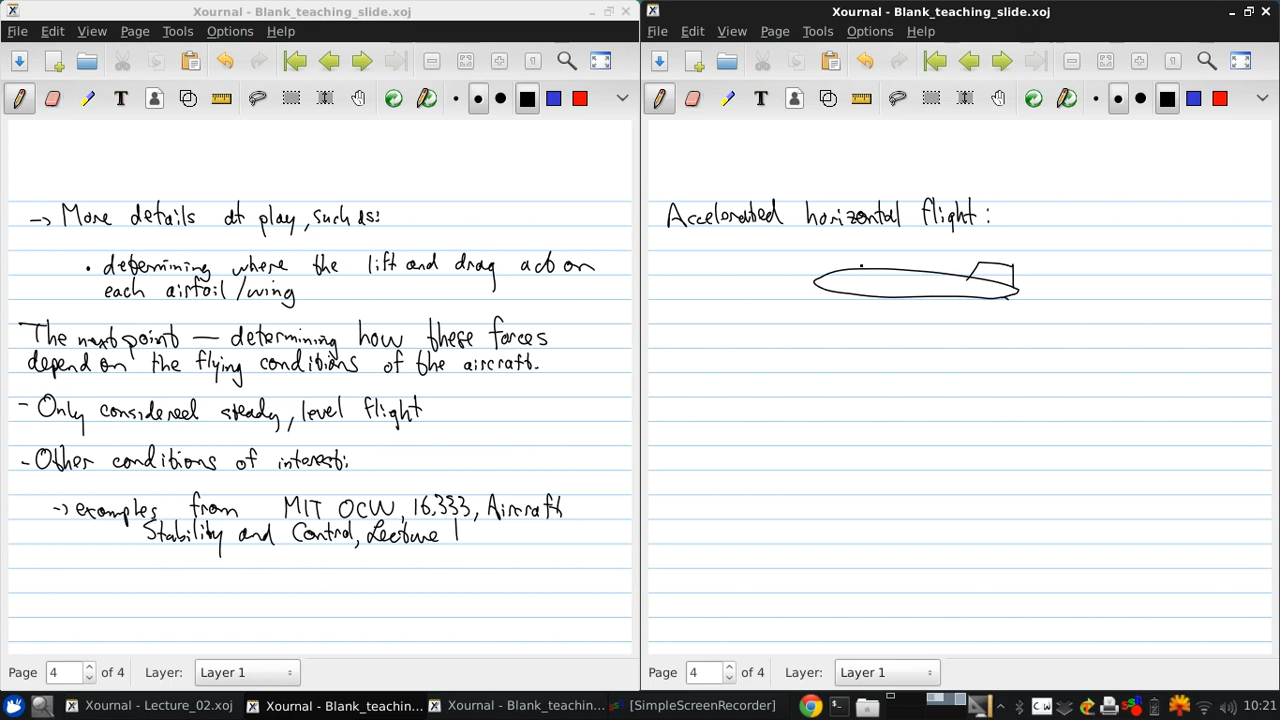 Xournal - Blank_teaching_slide.xoj
File Edit View Page Tools Options Help
→ More details at play, such as:
• determining where the lift and drag act on
each airfoil/wing
The next point — determining how these forces
depend on the flying conditions of the aircraft.
- Only considered steady, level flight
- Other conditions of interest:
→ examples from MIT OCW, 16.333, Aircraft
Stability and Control, Lecture 1
Page 4 of 4 Layer: Layer 1
Xournal - Blank_teaching_slide.xoj
File Edit View Page Tools Options Help
Accelerated horizontal flight:
Page 4 of 4 Layer: Layer 1
Xournal - Lecture_02.xoj Xournal - Blank_teachin... Xournal - Blank_teachin... [SimpleScreenRecorder] 10:21